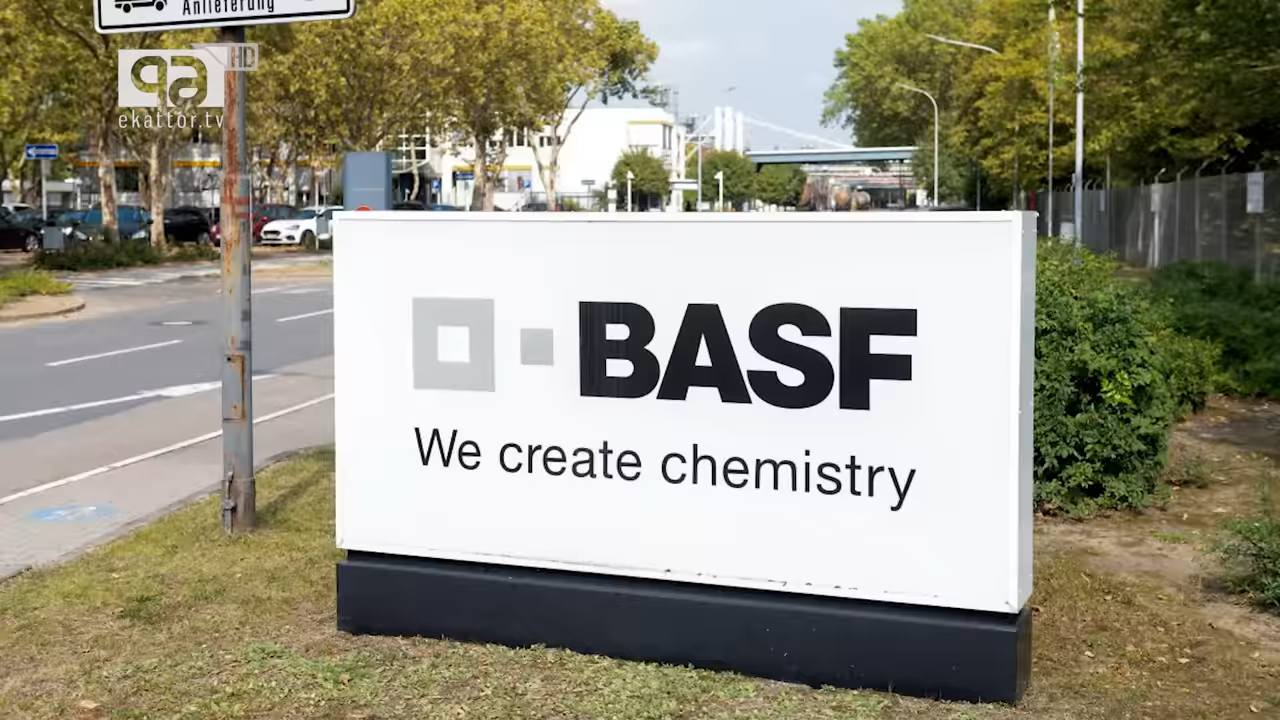 Anlieferung
HD
ekattor.tv
BASF
We create chemistry